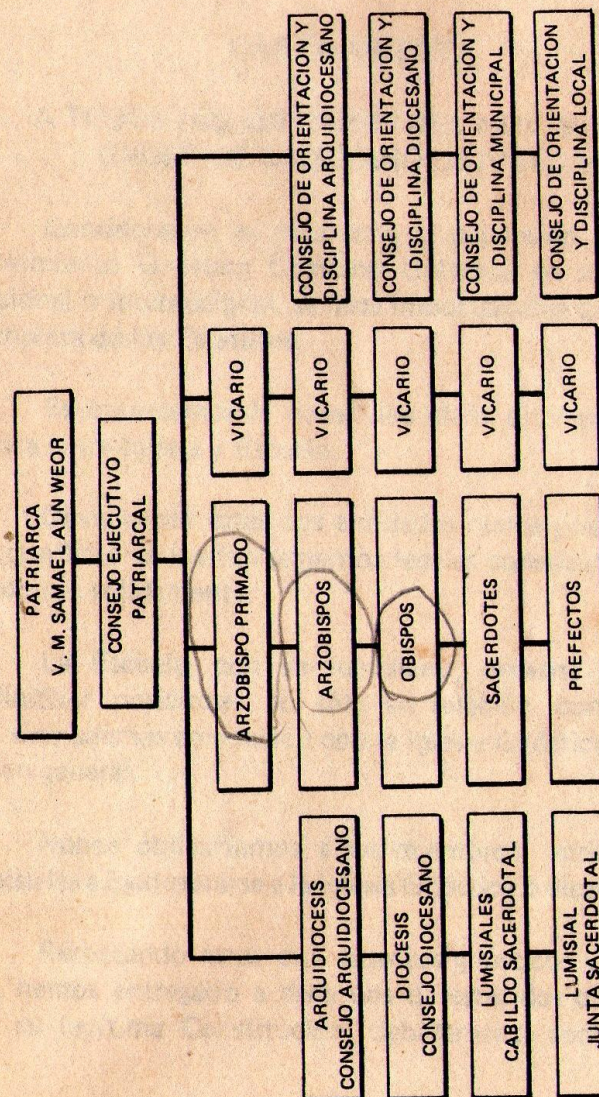 PATRIARCA
V. M. SAMAEL AUN WEOR
CONSEJO EJECUTIVO
PATRIARCAL
ARZOBISPO PRIMADO
VICARIO
ARQUIDIOCESIS
CONSEJO ARQUIDIOCESANO
ARZOBISPOS
VICARIO
CONSEJO DE ORIENTACION Y
DISCIPLINA ARQUIDIOCESANO
DIOCESIS
CONSEJO DIOCESANO
OBISPOS
VICARIO
CONSEJO DE ORIENTACION Y
DISCIPLINA DIOCESANO
LUMISIALES
CABILDO SACERDOTAL
SACERDOTES
VICARIO
CONSEJO DE ORIENTACION Y
DISCIPLINA MUNICIPAL
LUMISIAL
JUNTA SACERDOTAL
PREFECTOS
VICARIO
CONSEJO DE ORIENTACION
Y DISCIPLINA LOCAL